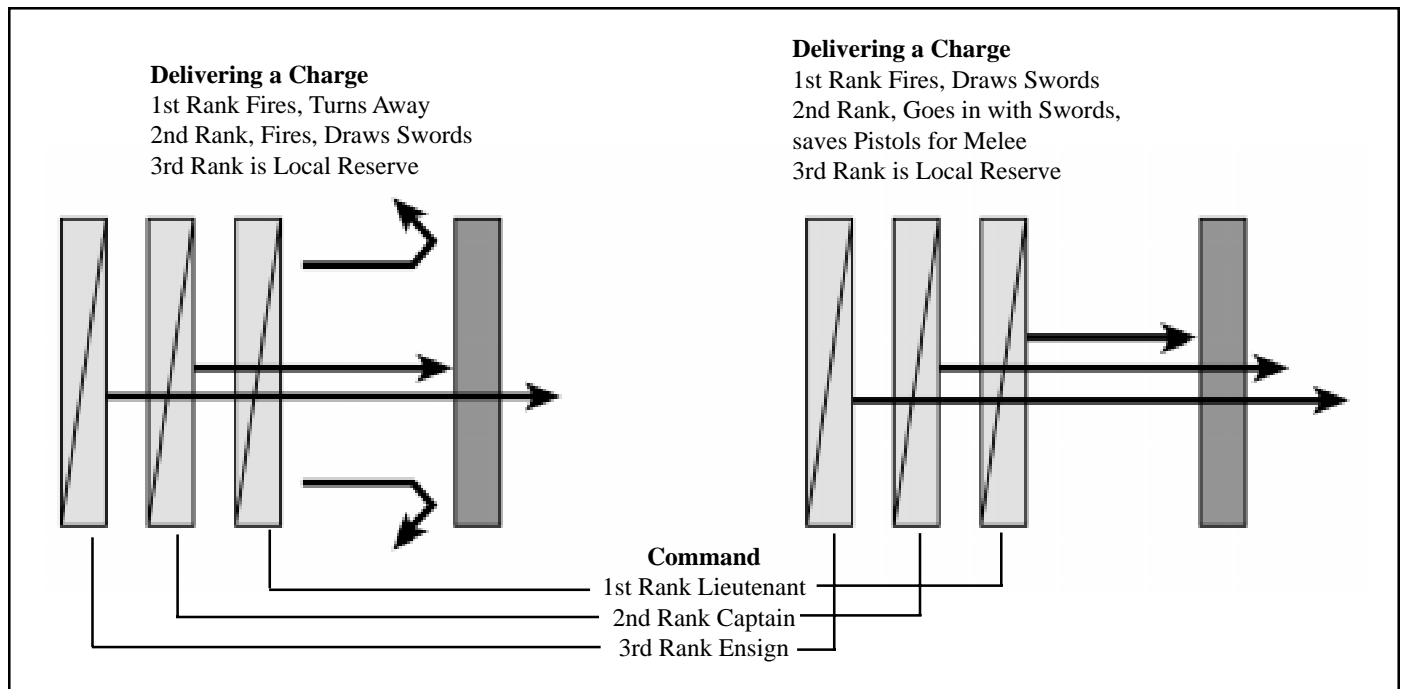 Delivering a Charge
1st Rank Fires, Turns Away
2nd Rank, Fires, Draws Swords
3rd Rank is Local Reserve
Delivering a Charge
1st Rank Fires, Draws Swords
2nd Rank, Goes in with Swords,
saves Pistols for Melee
3rd Rank is Local Reserve
Command
1st Rank Lieutenant
2nd Rank Captain
3rd Rank Ensign